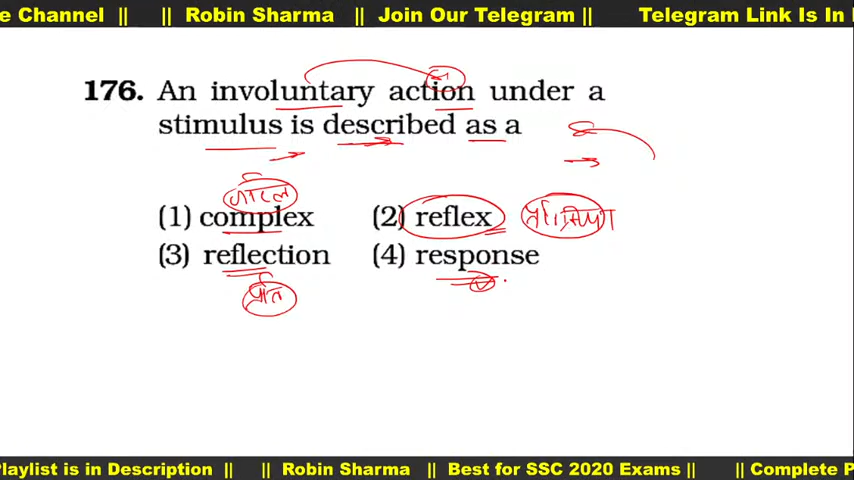 e Channel || || Robin Sharma || Join Our Telegram || Telegram Link Is In
176. An involuntary action under a
stimulus is described as a
(1) complex (2) reflex
(3) reflection (4) response
Playlist is in Description || || Robin Sharma || Best for SSC 2020 Exams || || Complete P